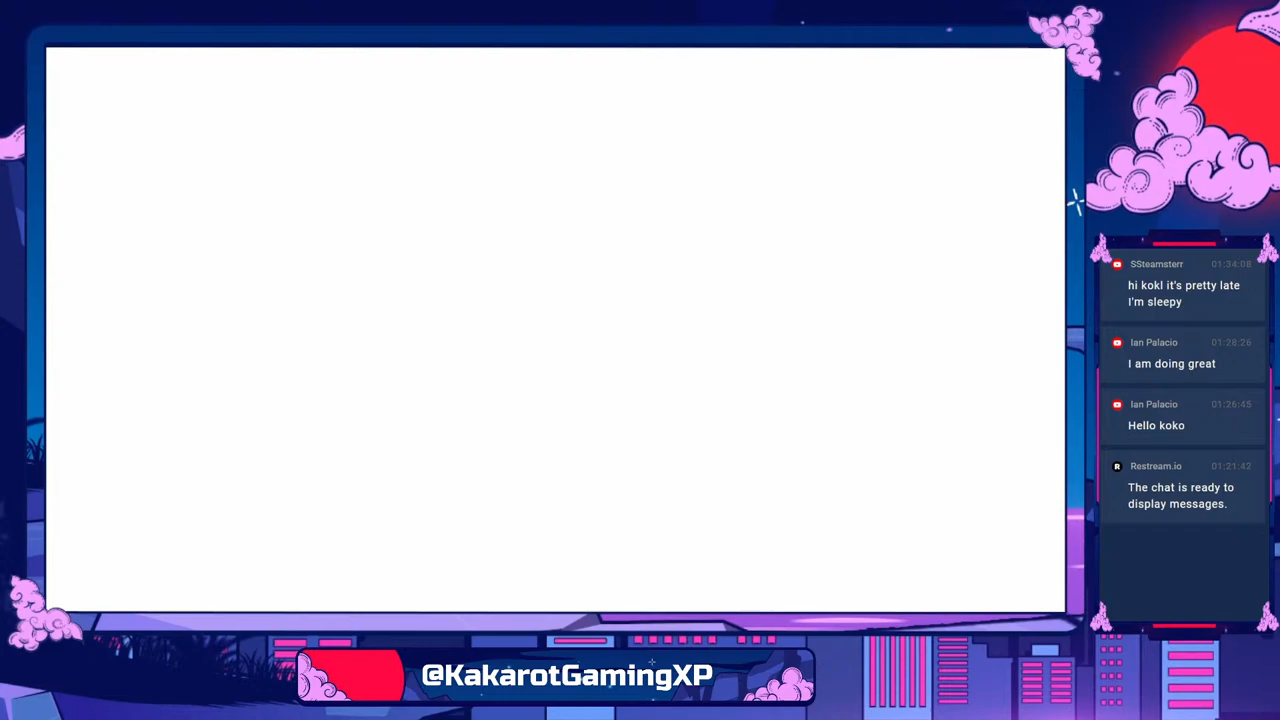 SSteamsterr 01:34:08
hi kokl it's pretty late
I'm sleepy
Ian Palacio 01:28:26
I am doing great
Ian Palacio 01:26:45
Hello koko
R Restream.io 01:21:42
The chat is ready to
display messages.
@KakarotGamingXP